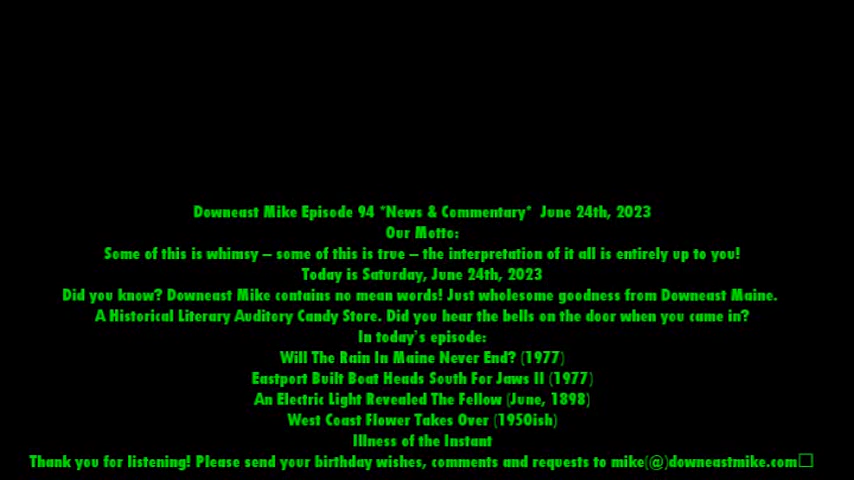 Downeast Mike Episode 94 *News & Commentary*  June 24th, 2023
Our Motto:
Some of this is whimsy – some of this is true – the interpretation of it all is entirely up to you!
Today is Saturday, June 24th, 2023
Did you know? Downeast Mike contains no mean words! Just wholesome goodness from Downeast Maine.
A Historical Literary Auditory Candy Store. Did you hear the bells on the door when you came in?
In today's episode:
Will The Rain In Maine Never End? (1977)
Eastport Built Boat Heads South For Jaws II (1977)
An Electric Light Revealed The Fellow (June, 1898)
West Coast Flower Takes Over (1950ish)
Illness of the Instant
Thank you for listening! Please send your birthday wishes, comments and requests to mike(@)downeastmike.com□